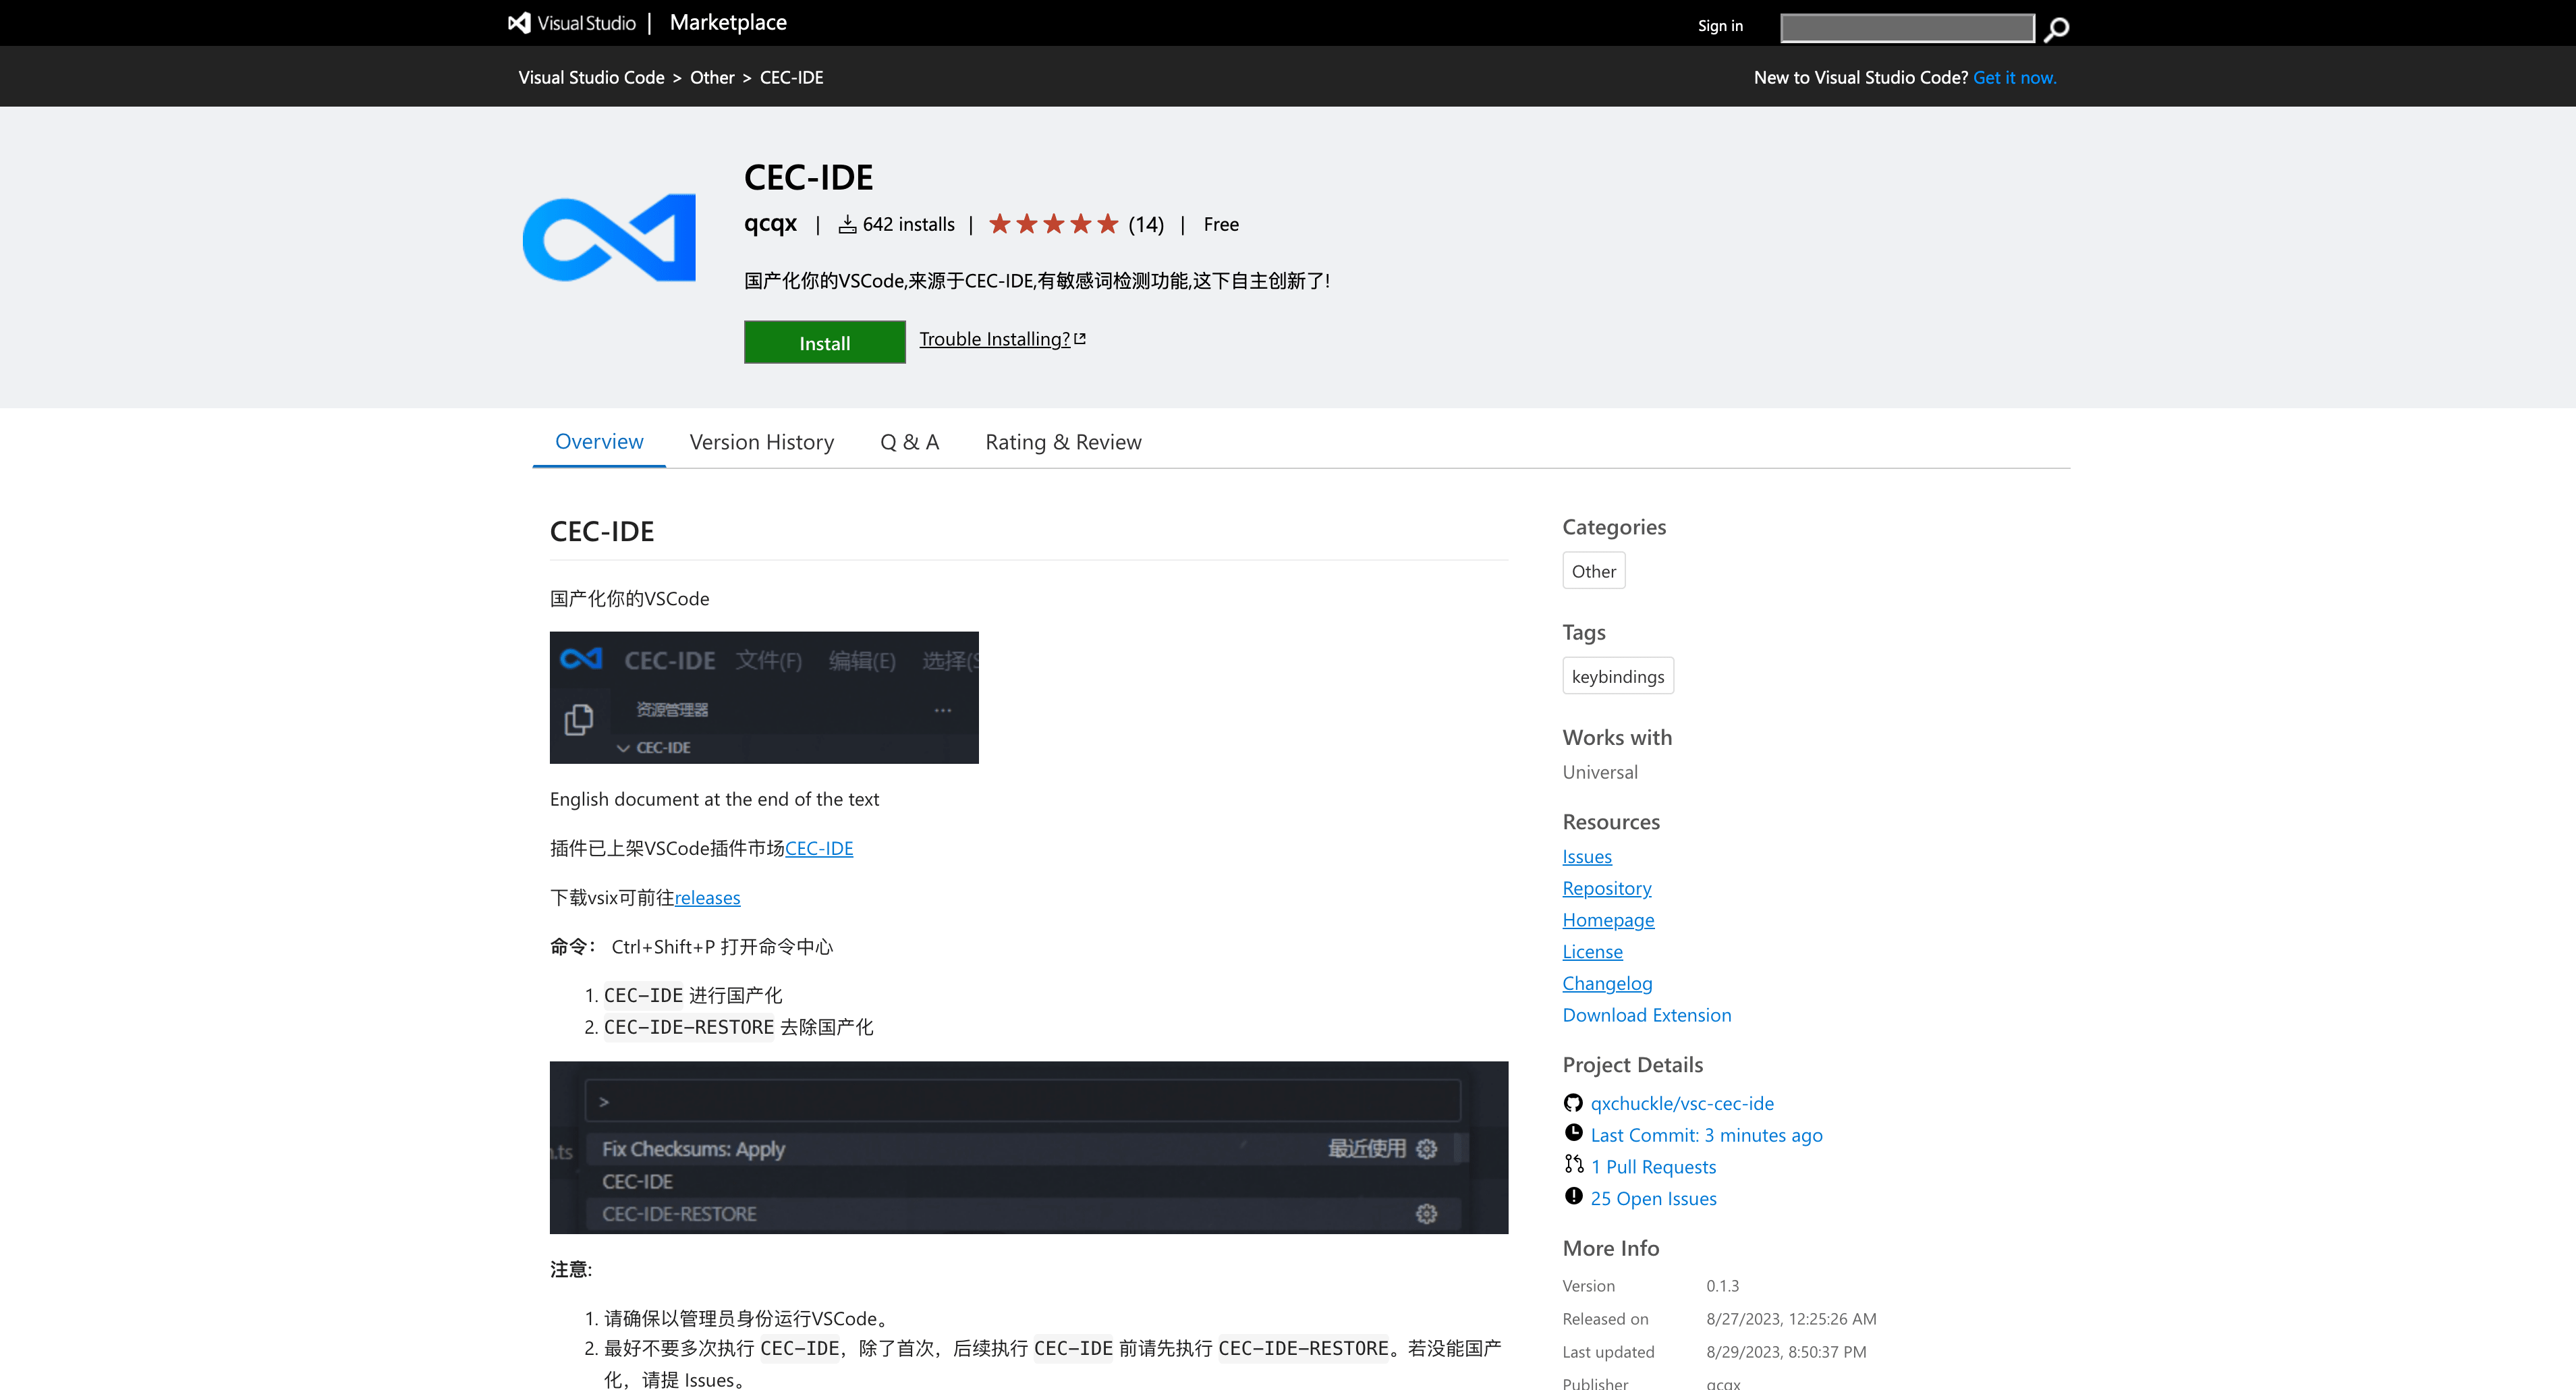 Visual Studio | Marketplace
Sign in
Visual Studio Code > Other > CEC-IDE
New to Visual Studio Code? Get it now.
CEC-IDE
qcqx | 642 installs | (14) | Free
国产化你的VSCode,来源于CEC-IDE,有敏感词检测功能,这下自主创新了!
Install
Trouble Installing?
Overview
Version History
Q & A
Rating & Review
CEC-IDE
国产化你的VSCode
CEC-IDE 文件(F) 编辑(E) 选择(S
资源管理器 ···
CEC-IDE
English document at the end of the text
插件已上架VSCode插件市场CEC-IDE
下载vsix可前往releases
命令： Ctrl+Shift+P 打开命令中心
1. CEC-IDE 进行国产化
2. CEC-IDE-RESTORE 去除国产化
>
.ts
Fix Checksums: Apply 最近使用
CEC-IDE
CEC-IDE-RESTORE
注意:
1. 请确保以管理员身份运行VSCode。
2. 最好不要多次执行 CEC-IDE，除了首次，后续执行 CEC-IDE 前请先执行 CEC-IDE-RESTORE。若没能国产
化，请提 Issues。
Categories
Other
Tags
keybindings
Works with
Universal
Resources
Issues
Repository
Homepage
License
Changelog
Download Extension
Project Details
qxchuckle/vsc-cec-ide
Last Commit: 3 minutes ago
1 Pull Requests
25 Open Issues
More Info
Version 0.1.3
Released on 8/27/2023, 12:25:26 AM
Last updated 8/29/2023, 8:50:37 PM
Publisher qcqx